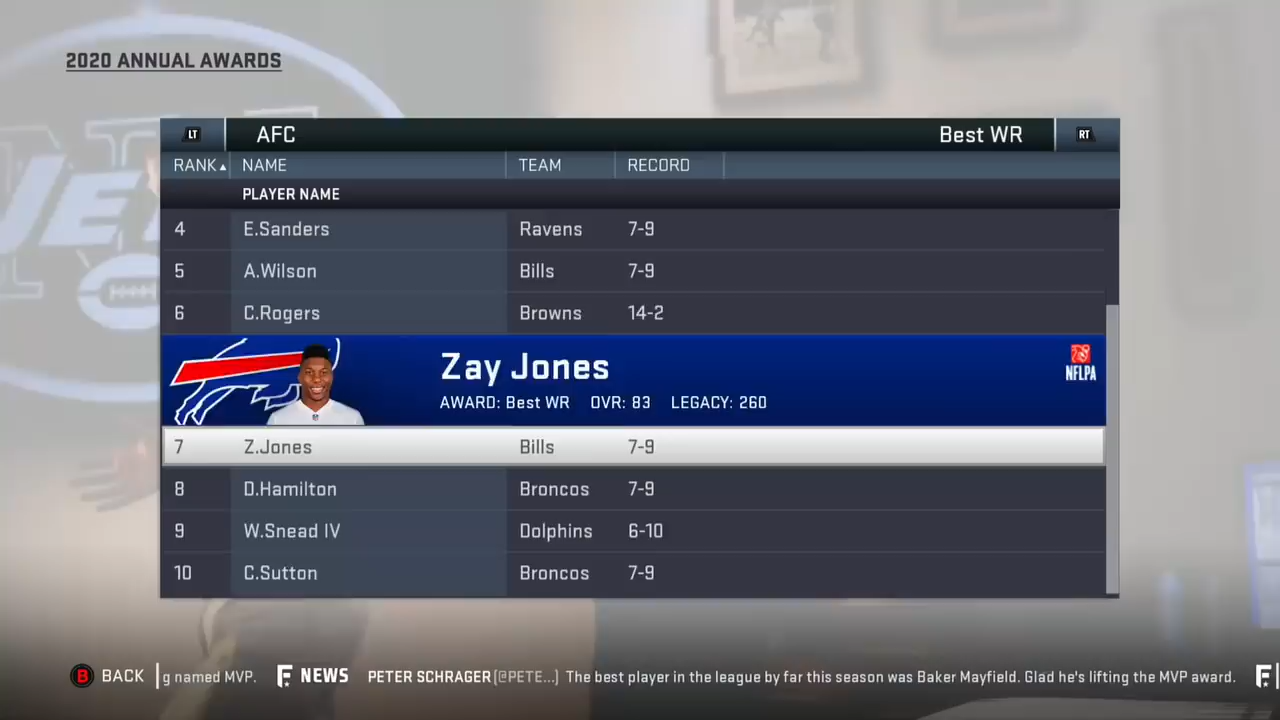 2020 ANNUAL AWARDS
LT AFC Best WR RT
RANK NAME TEAM RECORD
PLAYER NAME
4 E.Sanders Ravens 7-9
5 A.Wilson Bills 7-9
6 C.Rogers Browns 14-2
Zay Jones
NFLPA
AWARD: Best WR OVR: 83 LEGACY: 260
7 Z.Jones Bills 7-9
8 D.Hamilton Broncos 7-9
9 W.Snead IV Dolphins 6-10
10 C.Sutton Broncos 7-9
B BACK g named MVP. F NEWS PETER SCHRAGER (@PETE...) The best player in the league by far this season was Baker Mayfield. Glad he's lifting the MVP award. F